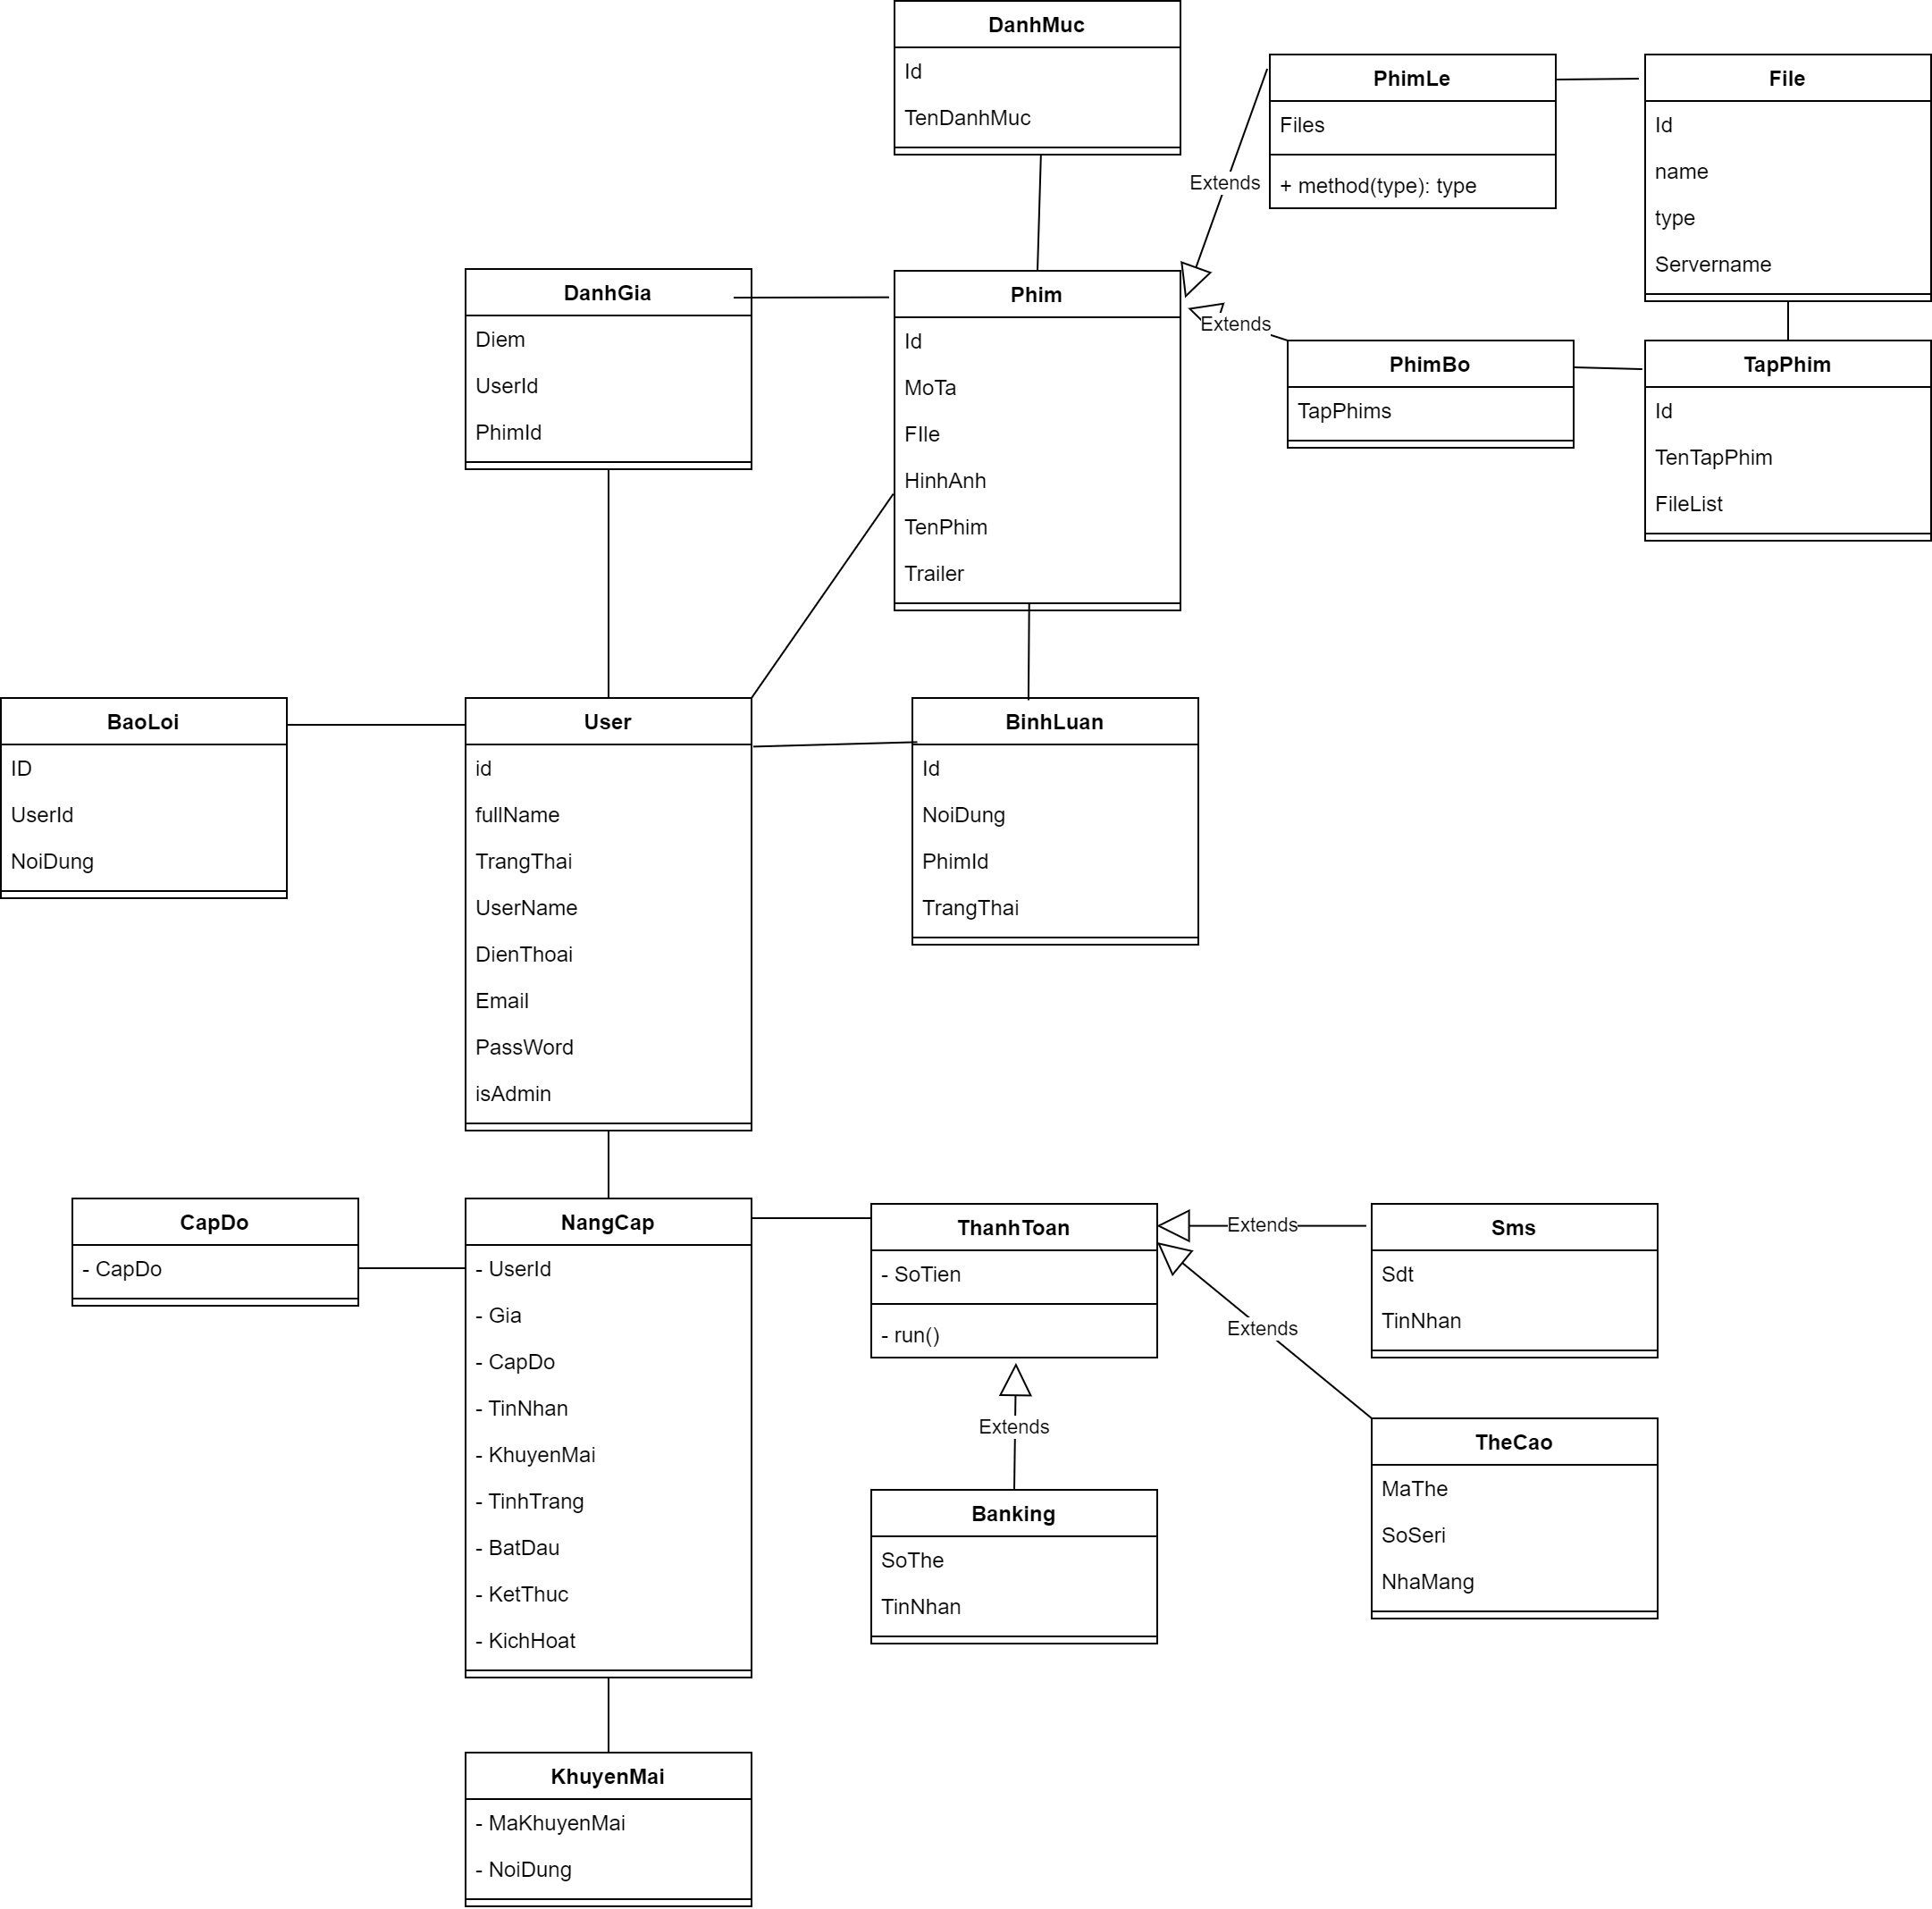 DanhMuc
Id
TenDanhMuc
PhimLe
Files
+ method(type): type
File
Id
name
type
Servername
Extends
DanhGia
Diem
UserId
PhimId
Phim
Id
MoTa
FIle
HinhAnh
TenPhim
Trailer
Extends
PhimBo
TapPhims
TapPhim
Id
TenTapPhim
FileList
BaoLoi
ID
UserId
NoiDung
User
id
fullName
TrangThai
UserName
DienThoai
Email
PassWord
isAdmin
BinhLuan
Id
NoiDung
PhimId
TrangThai
CapDo
- CapDo
NangCap
- UserId
- Gia
- CapDo
- TinNhan
- KhuyenMai
- TinhTrang
- BatDau
- KetThuc
- KichHoat
ThanhToan
- SoTien
- run()
Extends
Sms
Sdt
TinNhan
Extends
Extends
TheCao
MaThe
SoSeri
NhaMang
Banking
SoThe
TinNhan
KhuyenMai
- MaKhuyenMai
- NoiDung